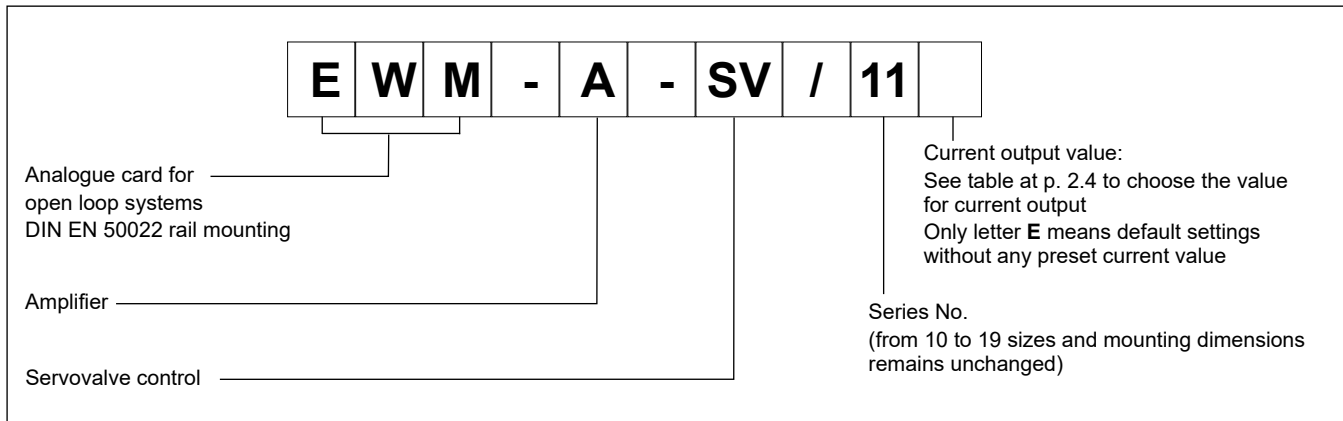 E W M - A - SV / 11
Analogue card for
open loop systems
DIN EN 50022 rail mounting
Amplifier
Servovalve control
Current output value:
See table at p. 2.4 to choose the value
for current output
Only letter E means default settings
without any preset current value
Series No.
(from 10 to 19 sizes and mounting dimensions
remains unchanged)